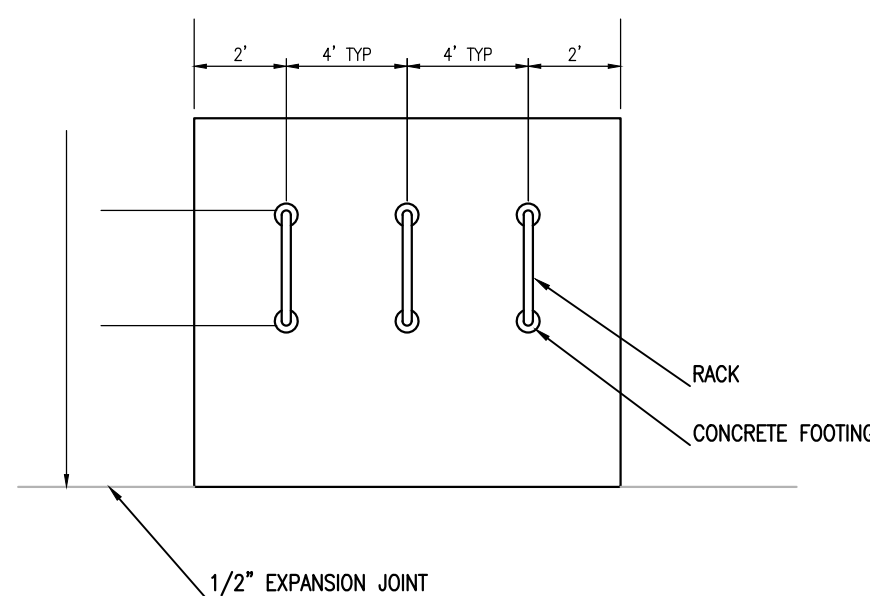 2' 4' TYP 4' TYP 2'
RACK
CONCRETE FOOTING
1/2" EXPANSION JOINT